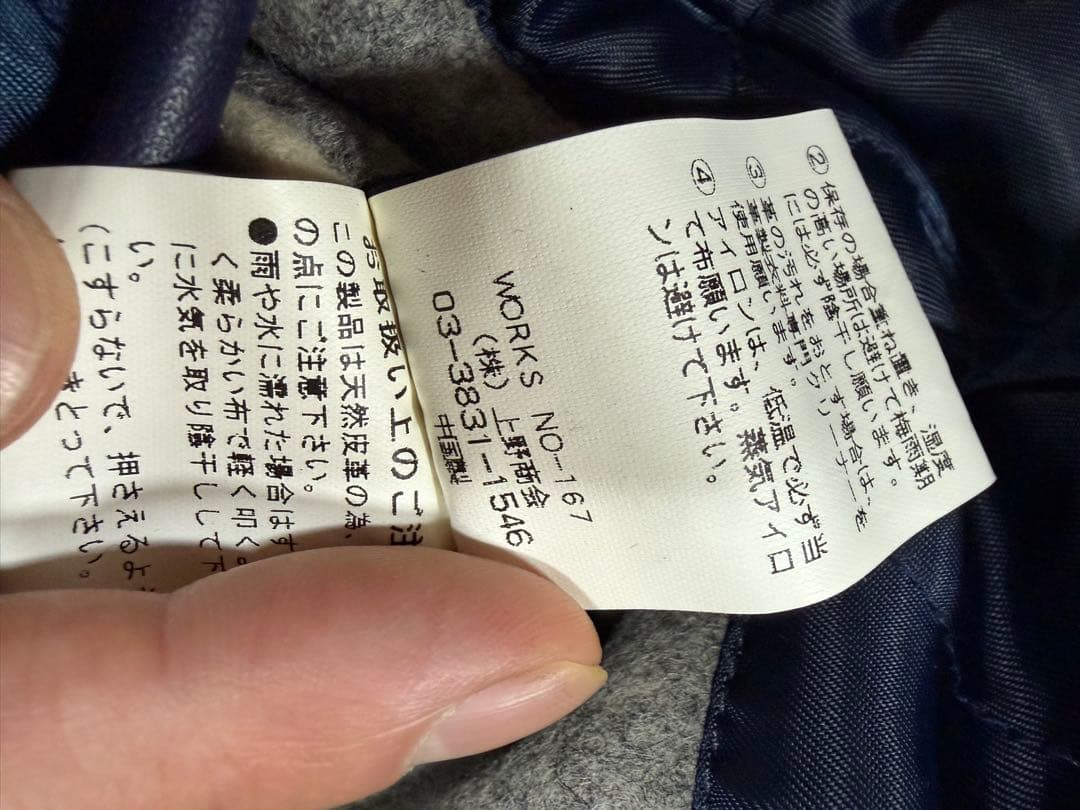 お取扱い上のご注
この製品は天然皮革の為、
の点にご注意下さい。
●雨や水に濡れた場合はす
く柔らかい布で軽く叩く。
に水気を取り陰干しして下
い。
(こすらないで、押さえるよ
きとって下さい。
②保存の場合重ね置き、湿度
の高い場所は避けて梅雨期
には必ず陰干し願います。
③革の汚れをおとす場合は
革製衣料専門クリーナーを
使用願います。
④アイロンは、低温で必ず当
て布願います。蒸気アイロ
ンは避けて下さい。
WORKS NO-167
(株)上野商会
03-3831-1546
中国製